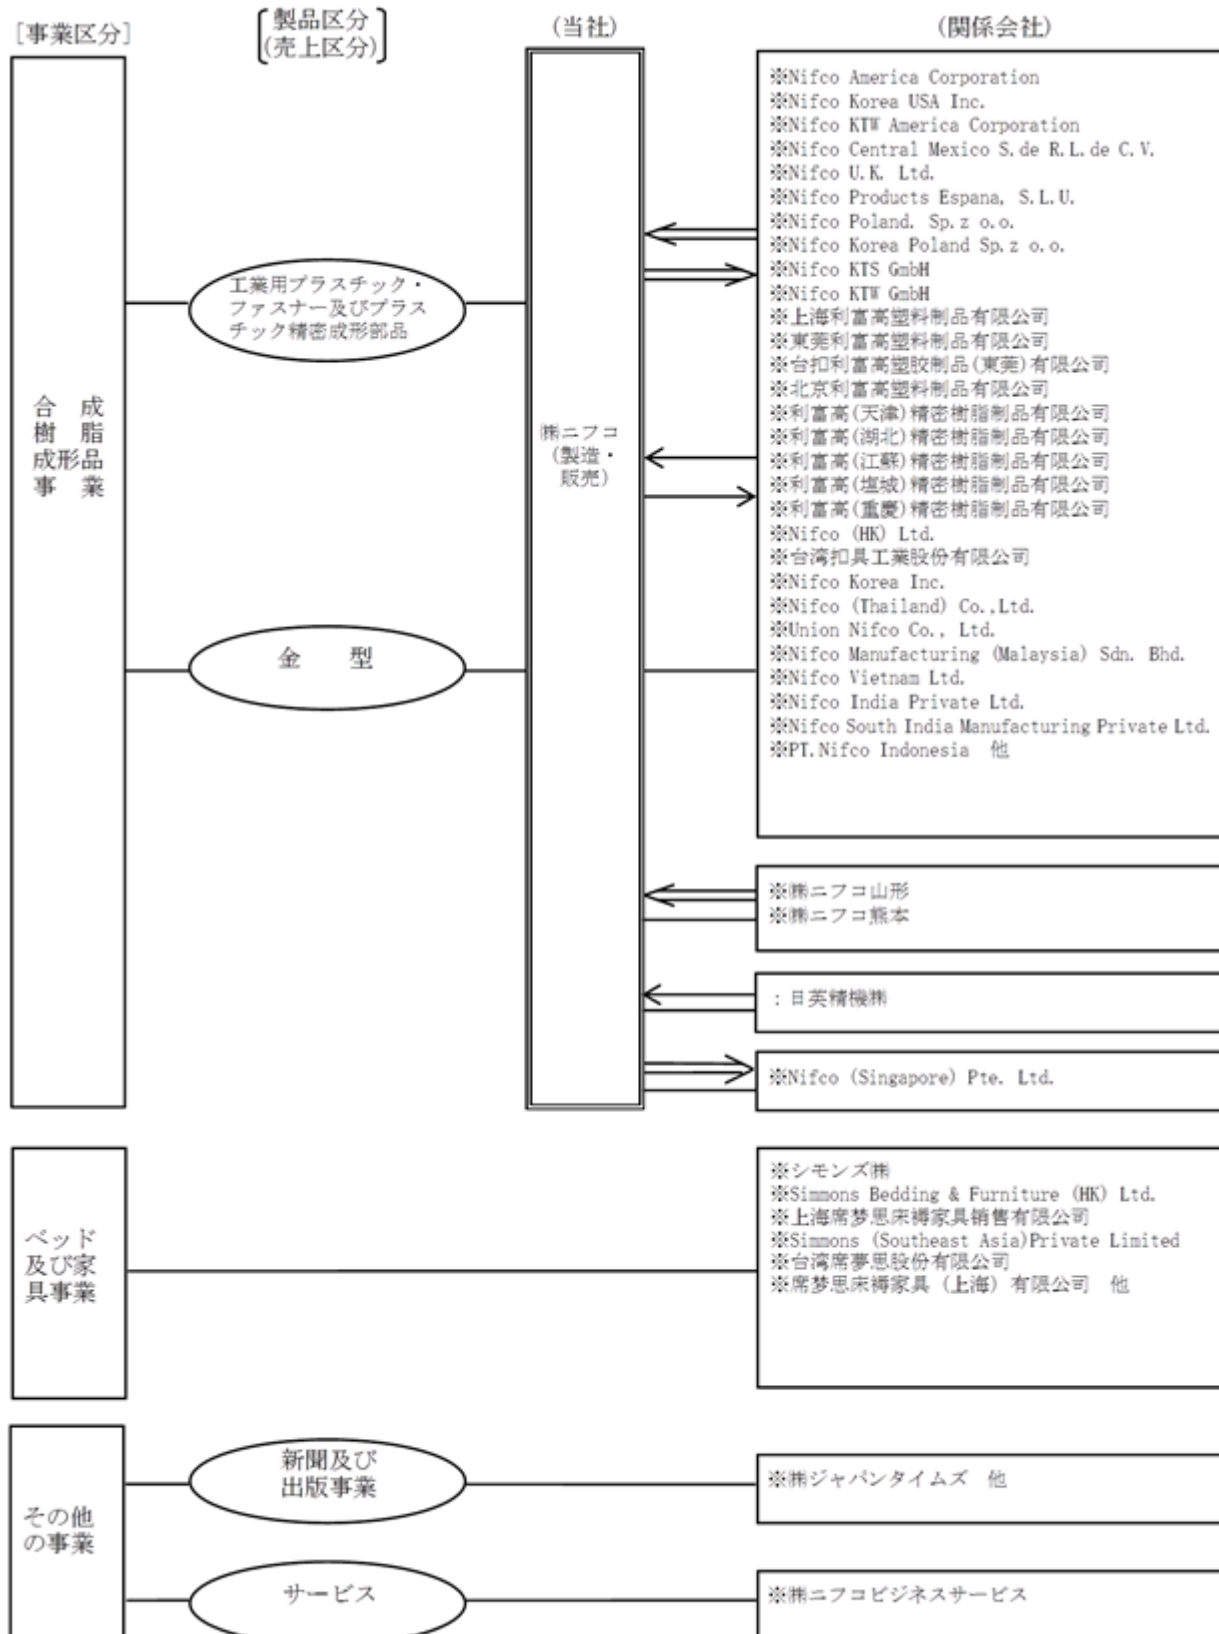 [事業区分]
製品区分
(売上区分)
(当社)
(関係会社)
合 成
樹 脂
成形品
事 業
工業用プラスチック・
ファスナー及びプラス
チック精密成形部品
金 型
㈱ニフコ
(製造・
販売)
※Nifco America Corporation
※Nifco Korea USA Inc.
※Nifco KTW America Corporation
※Nifco Central Mexico S.de R.L.de C.V.
※Nifco U.K. Ltd.
※Nifco Products Espana, S.L.U.
※Nifco Poland. Sp.z o.o.
※Nifco Korea Poland Sp.z o.o.
※Nifco KTS GmbH
※Nifco KTW GmbH
※上海利富高塑料制品有限公司
※東莞利富高塑料制品有限公司
※台扣利富高塑胶制品(東莞)有限公司
※北京利富高塑料制品有限公司
※利富高(天津)精密樹脂制品有限公司
※利富高(湖北)精密樹脂制品有限公司
※利富高(江蘇)精密樹脂制品有限公司
※利富高(塩城)精密樹脂制品有限公司
※利富高(重慶)精密樹脂制品有限公司
※Nifco (HK) Ltd.
※台湾扣具工業股份有限公司
※Nifco Korea Inc.
※Nifco (Thailand) Co.,Ltd.
※Union Nifco Co., Ltd.
※Nifco Manufacturing (Malaysia) Sdn. Bhd.
※Nifco Vietnam Ltd.
※Nifco India Private Ltd.
※Nifco South India Manufacturing Private Ltd.
※PT.Nifco Indonesia 他
※㈱ニフコ山形
※㈱ニフコ熊本
：日英精機㈱
※Nifco (Singapore) Pte. Ltd.
ベッド
及び家
具事業
※シモンズ㈱
※Simmons Bedding & Furniture (HK) Ltd.
※上海席梦思床褥家具销售有限公司
※Simmons (Southeast Asia)Private Limited
※台湾席夢思股份有限公司
※席梦思床褥家具（上海）有限公司 他
その他
の事業
新聞及び
出版事業
※㈱ジャパンタイムズ 他
サービス
※㈱ニフコビジネスサービス